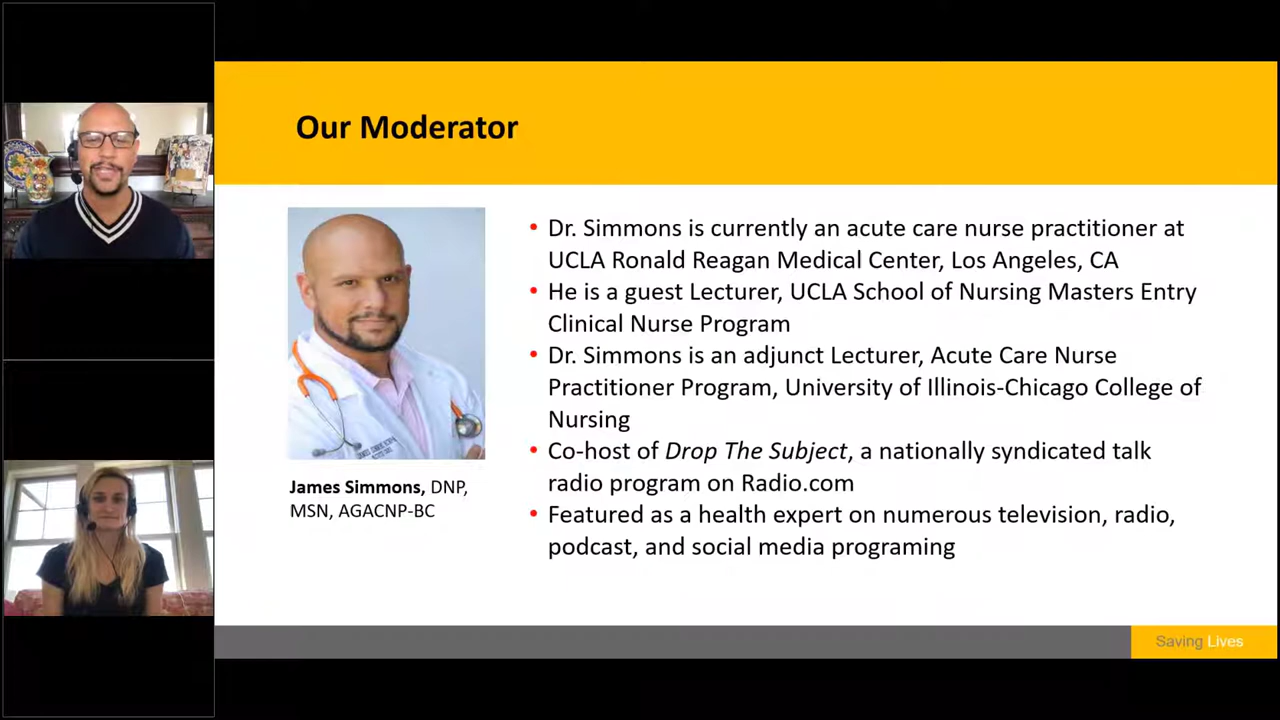 Our Moderator
• Dr. Simmons is currently an acute care nurse practitioner at
UCLA Ronald Reagan Medical Center, Los Angeles, CA
• He is a guest Lecturer, UCLA School of Nursing Masters Entry
Clinical Nurse Program
• Dr. Simmons is an adjunct Lecturer, Acute Care Nurse
Practitioner Program, University of Illinois-Chicago College of
Nursing
• Co-host of Drop The Subject, a nationally syndicated talk
radio program on Radio.com
• Featured as a health expert on numerous television, radio,
podcast, and social media programing
James Simmons, DNP,
MSN, AGACNP-BC
Saving Lives